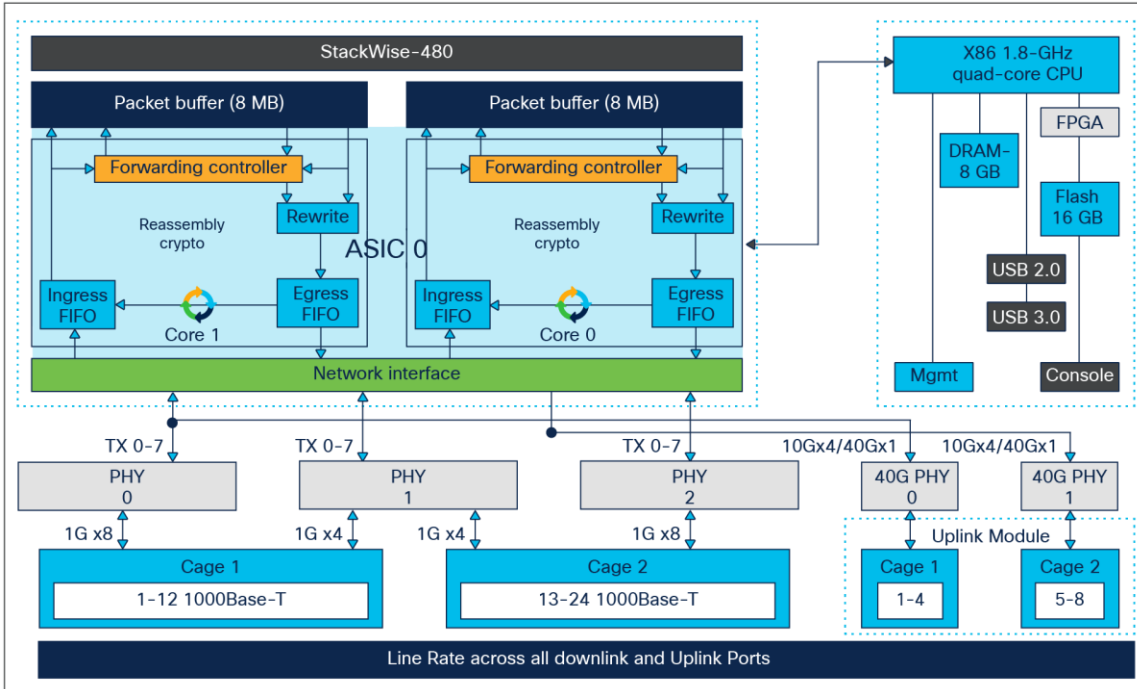 StackWise-480
Packet buffer (8 MB)
Packet buffer (8 MB)
Forwarding controller
Forwarding controller
Rewrite
Rewrite
Reassembly
crypto
Reassembly
crypto
ASIC 0
Ingress
FIFO
Egress
FIFO
Ingress
FIFO
Egress
FIFO
Core 1
Core 0
Network interface
X86 1.8-GHz
quad-core CPU
FPGA
DRAM-
8 GB
Flash
16 GB
USB 2.0
USB 3.0
Mgmt
Console
TX 0-7
TX 0-7
TX 0-7
10Gx4/40Gx1
10Gx4/40Gx1
PHY
0
PHY
1
PHY
2
40G PHY
0
40G PHY
1
1G x8
1G x4
1G x4
1G x8
Uplink Module
Cage 1
1-12 1000Base-T
Cage 2
13-24 1000Base-T
Cage 1
1-4
Cage 2
5-8
Line Rate across all downlink and Uplink Ports